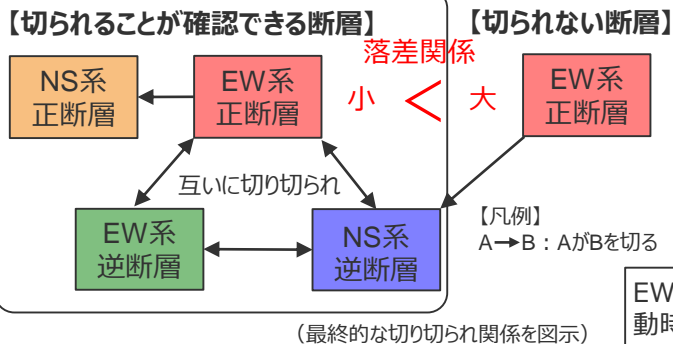 【切られることが確認できる断層】
【切られない断層】
落差関係
NS系
正断層
EW系
正断層
小 < 大
EW系
正断層
互いに切り切られ
EW系
逆断層
NS系
逆断層
【凡例】
A→B：AがBを切る
EW
動時
（最終的な切り切られ関係を図示）